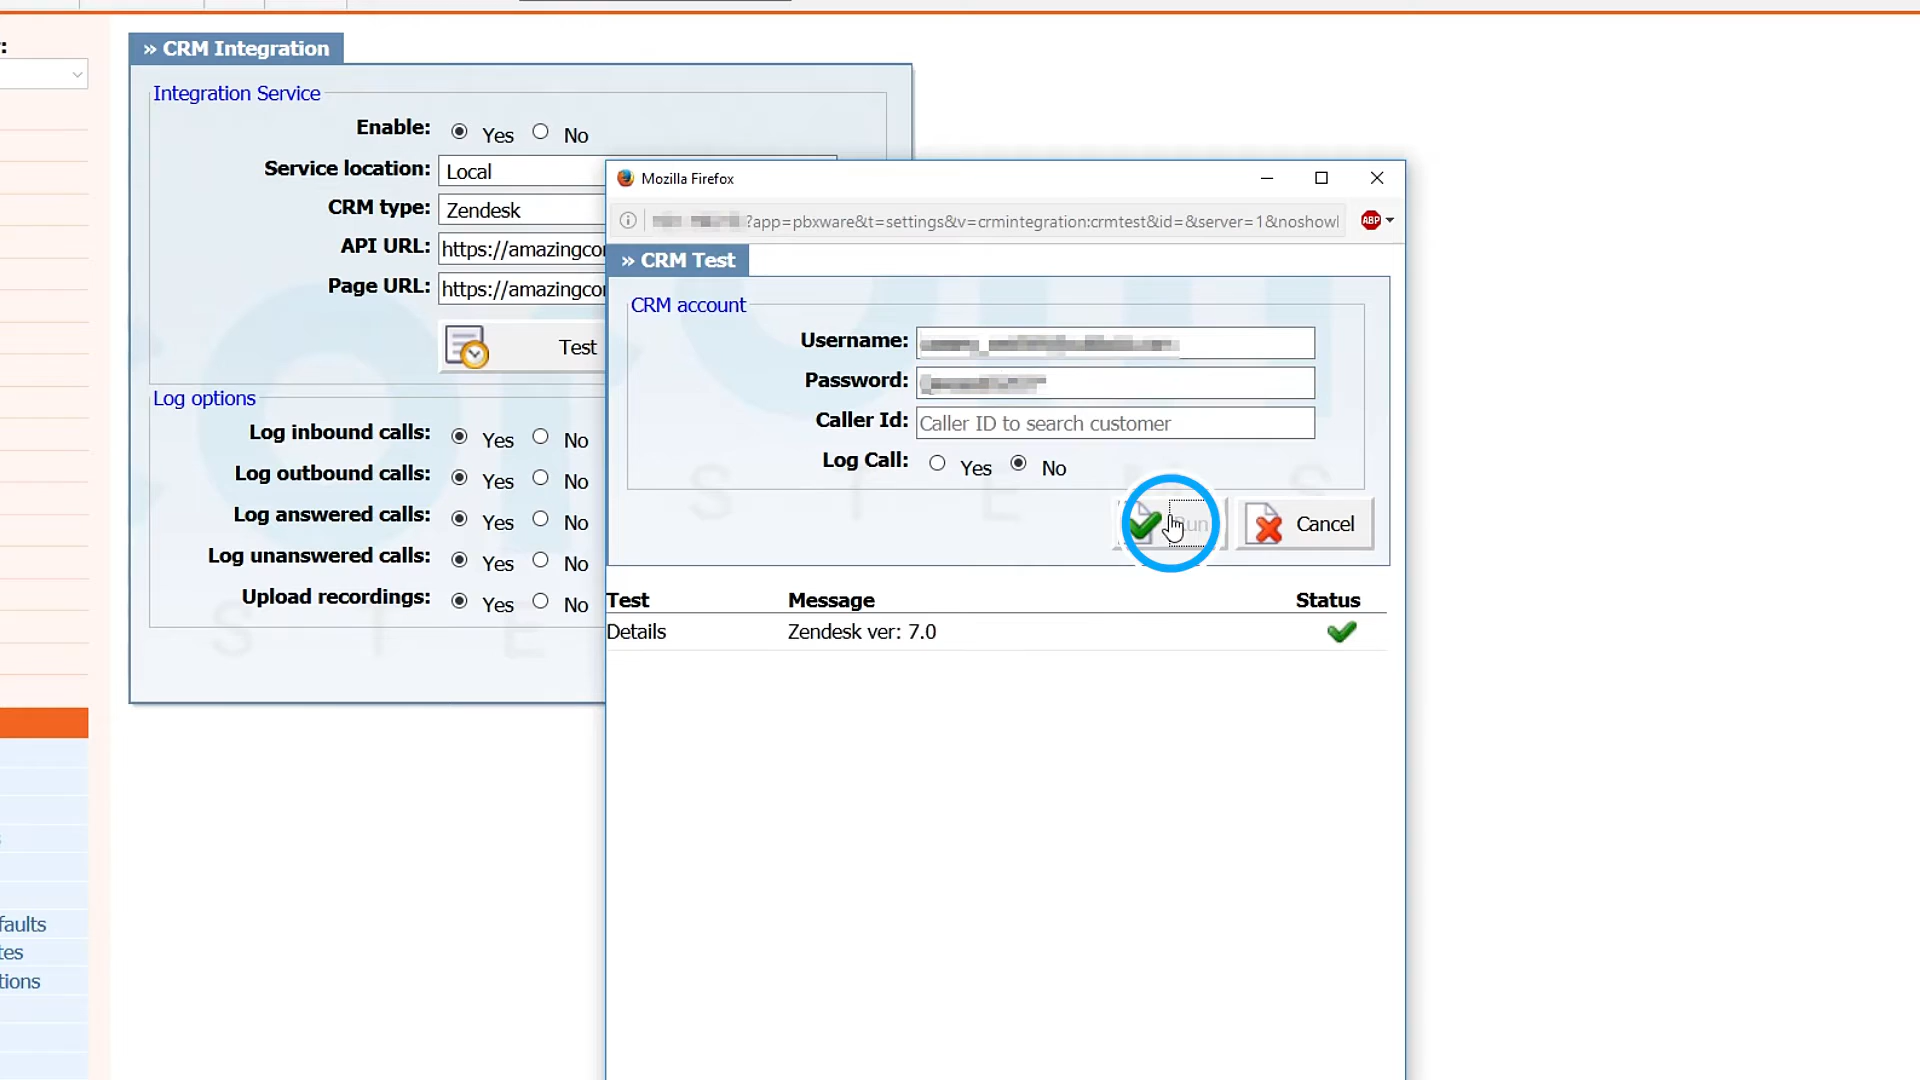 :
» CRM Integration
Integration Service
Enable: Yes No
Service location: Local
CRM type: Zendesk
API URL: https://amazingcor
Page URL: https://amazingcor
Test
Log options
Log inbound calls: Yes No
Log outbound calls: Yes No
Log answered calls: Yes No
Log unanswered calls: Yes No
Upload recordings: Yes No
Mozilla Firefox
?app=pbxware&t=settings&v=crmintegration:crmtest&id=&server=1&noshowl
ABP
» CRM Test
CRM account
Username:
Password:
Caller Id: Caller ID to search customer
Log Call: Yes No
Run Cancel
Test Message Status
Details Zendesk ver: 7.0
faults
tes
tions